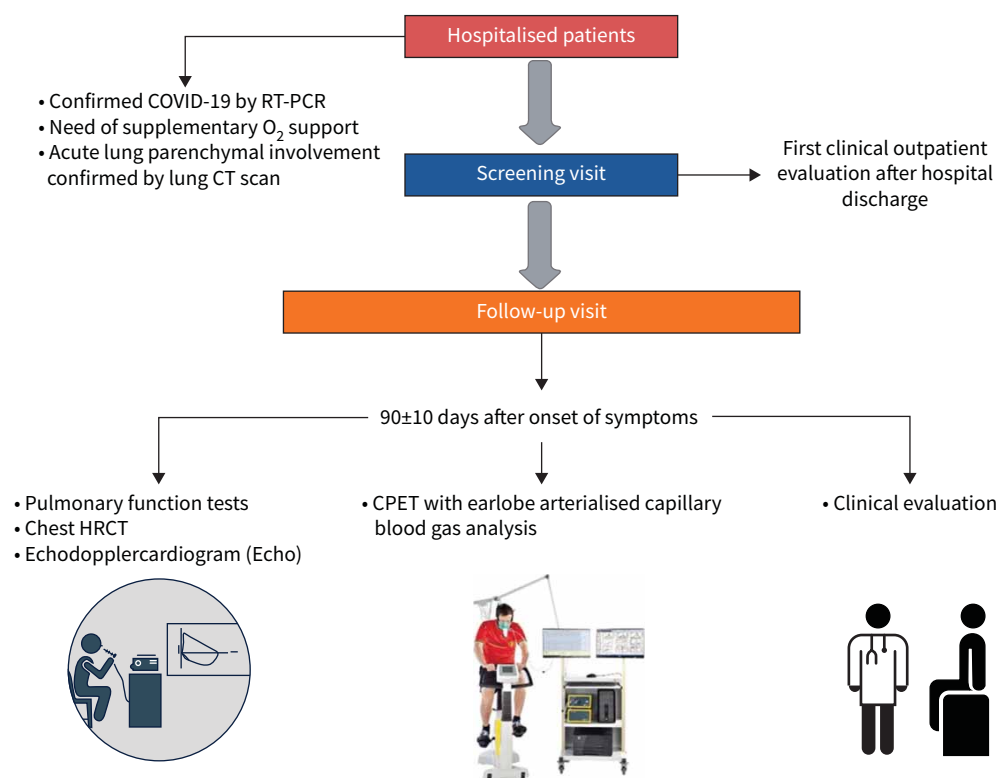 Hospitalised patients
• Confirmed COVID-19 by RT-PCR
• Need of supplementary O₂ support
• Acute lung parenchymal involvement
confirmed by lung CT scan
Screening visit
First clinical outpatient
evaluation after hospital
discharge
Follow-up visit
90±10 days after onset of symptoms
• Pulmonary function tests
• Chest HRCT
• Echodopplercardiogram (Echo)
• CPET with earlobe arterialised capillary
blood gas analysis
• Clinical evaluation